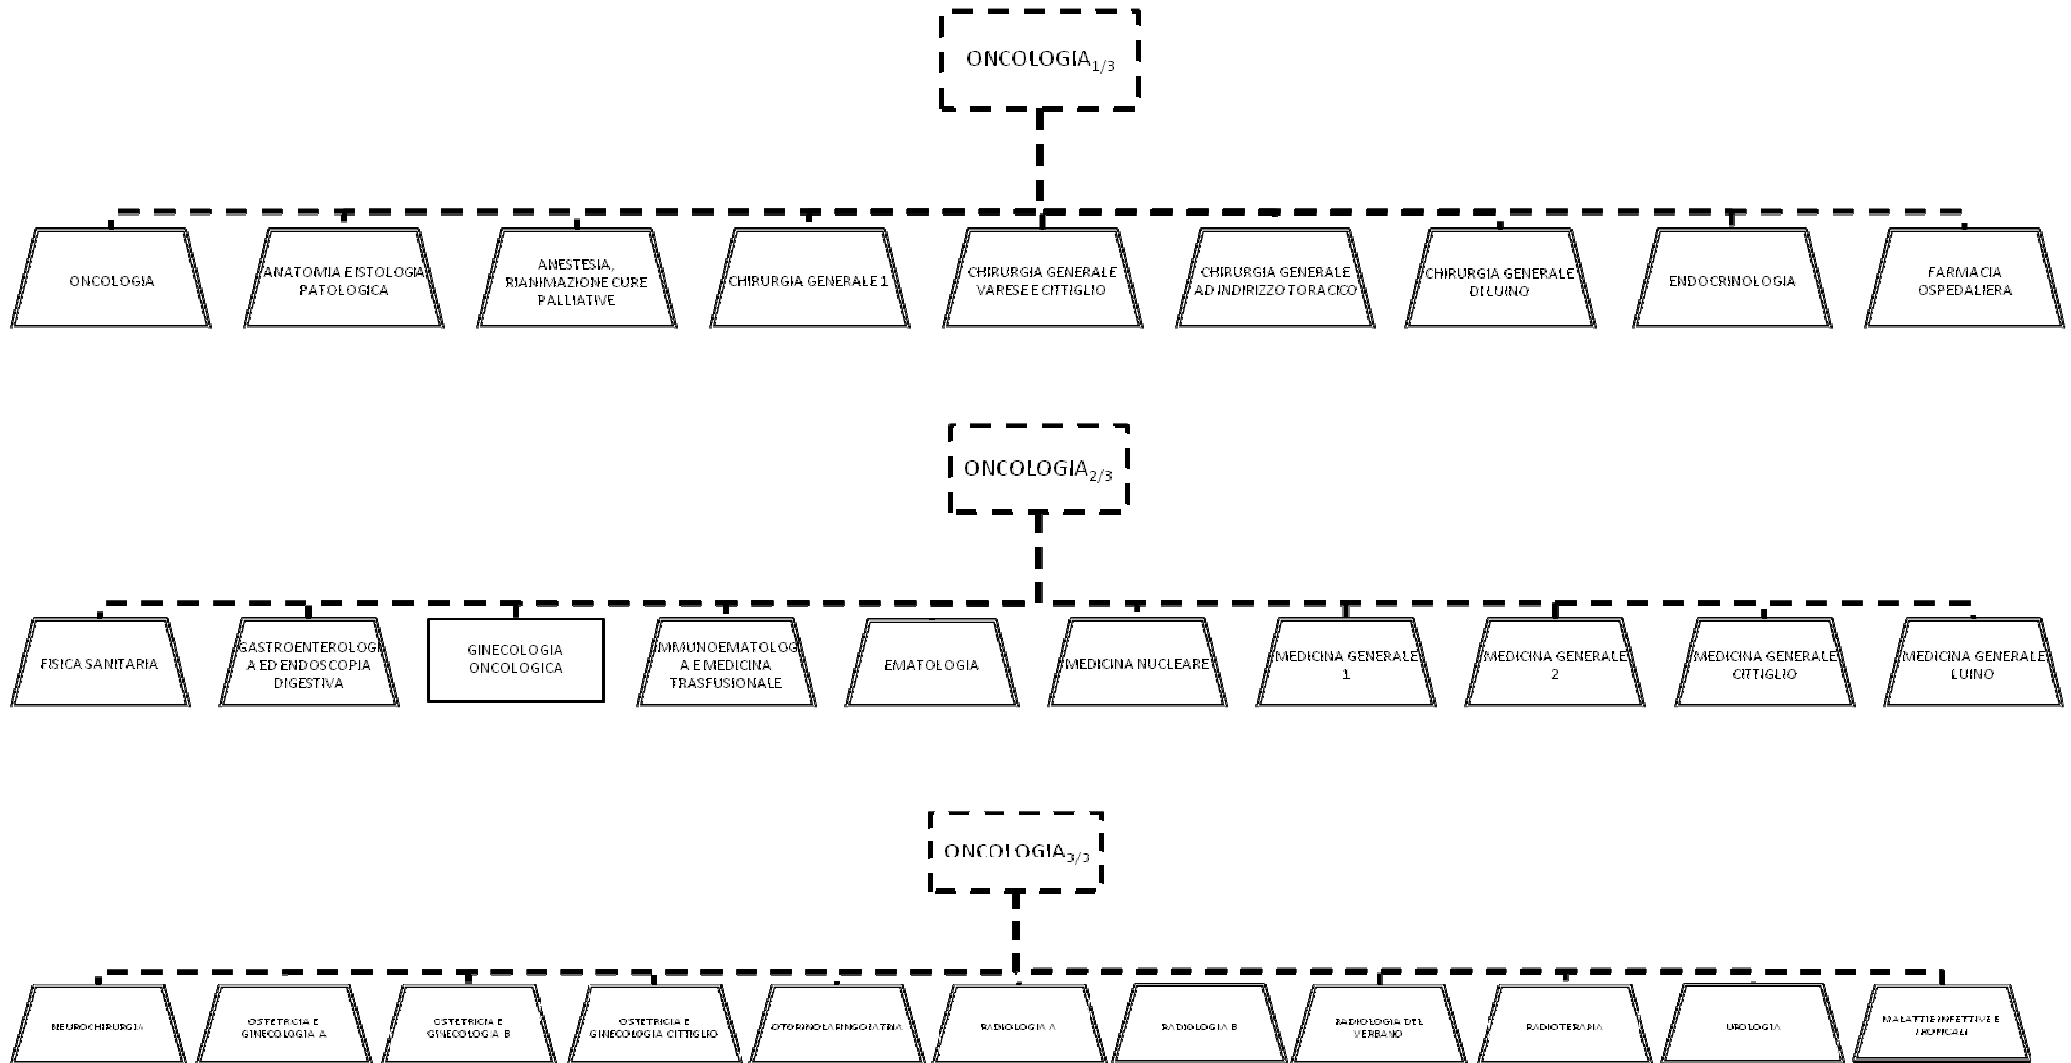 ONCOLOGIA1/3
ONCOLOGIA
ANATOMIA E ISTOLOGIA
PATOLOGICA
ANESTESIA,
RIANIMAZIONE CURE
PALLIATIVE
CHIRURGIA GENERALE 1
CHIRURGIA GENERALE
VARESE E CITTIGLIO
CHIRURGIA GENERALE
AD INDIRIZZO TORACICO
CHIRURGIA GENERALE
DI LUINO
ENDOCRINOLOGIA
FARMACIA
OSPEDALIERA
ONCOLOGIA2/3
FISICA SANITARIA
GASTROENTEROLOGI
A ED ENDOSCOPIA
DIGESTIVA
GINECOLOGIA
ONCOLOGICA
IMMUNOEMATOLOG
A E MEDICINA
TRASFUSIONALE
EMATOLOGIA
MEDICINA NUCLEARE
MEDICINA GENERALE
1
MEDICINA GENERALE
2
MEDICINA GENERALE
CITTIGLIO
MEDICINA GENERALE
LUINO
ONCOLOGIA3/3
NEUROCHIRURGIA
OSTETRICIA E
GINECOLOGIA A
OSTETRICIA E
GINECOLOGIA B
OSTETRICIA E
GINECOLOGIA CITTIGLIO
OTORINOLARINGOIATRIA
RADIOLOGIA A
RADIOLOGIA B
RADIOLOGIA DEL
VERBANO
RADIOTERAPIA
UROLOGIA
MALATTIE INFETTIVE E
TROPICALI